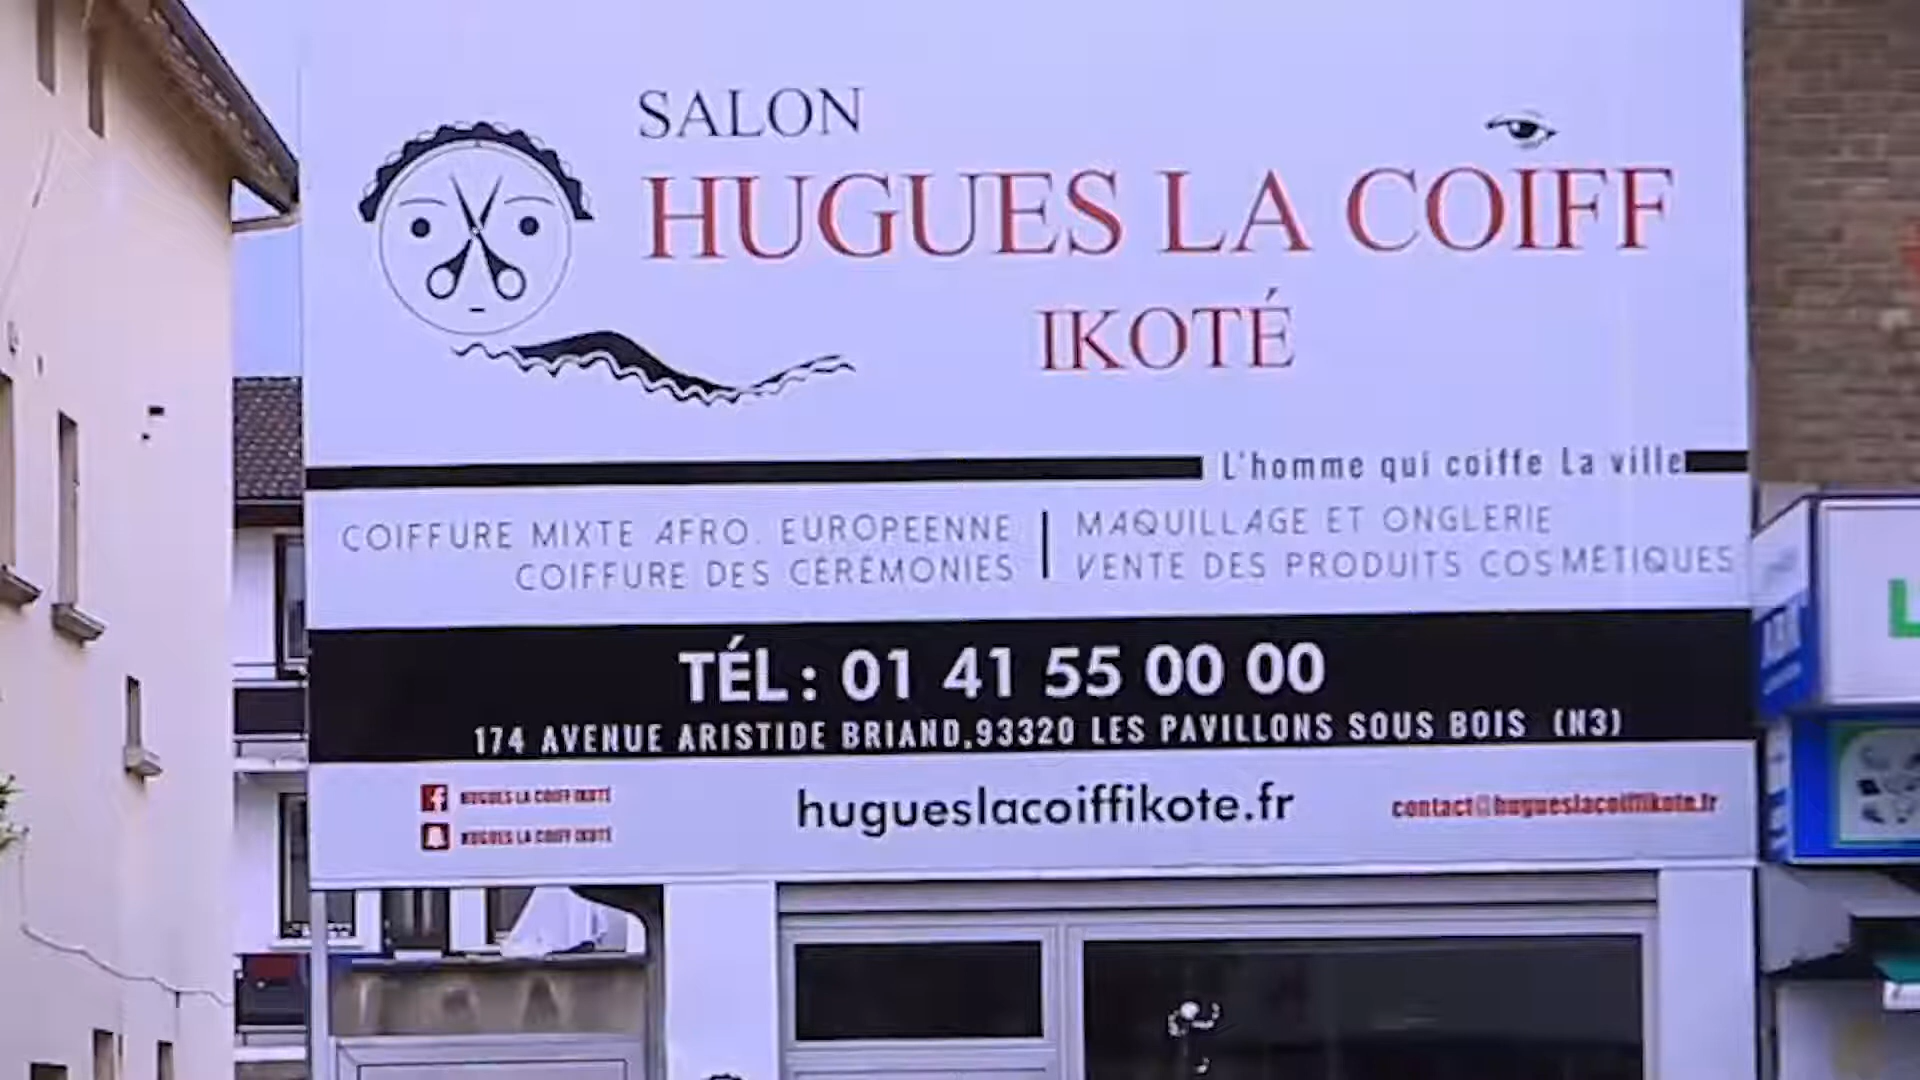 SALON
HUGUES LA COIFF
IKOTÉ
L'homme qui coiffe La ville
COIFFURE MIXTE AFRO. EUROPEENNE
COIFFURE DES CÉRÉMONIES
MAQUILLAGE ET ONGLERIE
VENTE DES PRODUITS COSMÉTIQUES
TÉL : 01 41 55 00 00
174 AVENUE ARISTIDE BRIAND.93320 LES PAVILLONS SOUS BOIS (N3)
HUGUES LA COIFF IKOTÉ
HUGUES LA COIFF IKOTÉ
hugueslacoiffikote.fr
contact@hugueslacoiffikote.fr
L